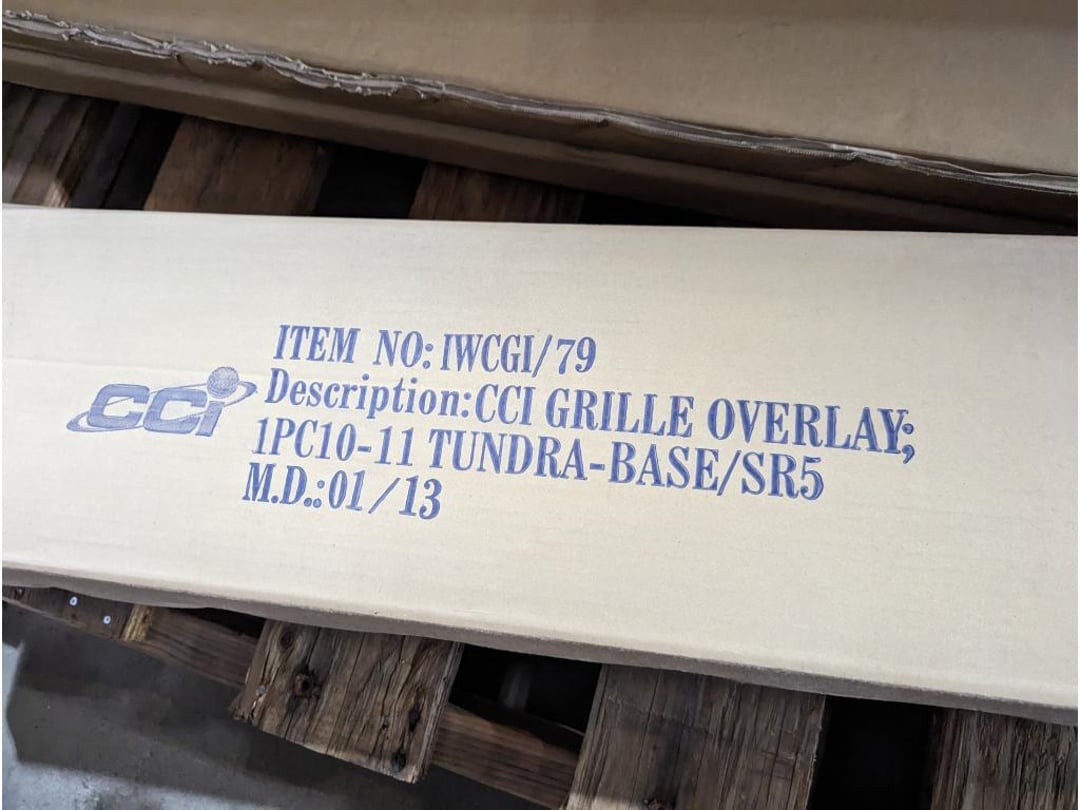 CCI
ITEM NO: IWCGI/79
Description:CCI GRILLE OVERLAY;
1PC10-11 TUNDRA-BASE/SR5
M.D.:01/13